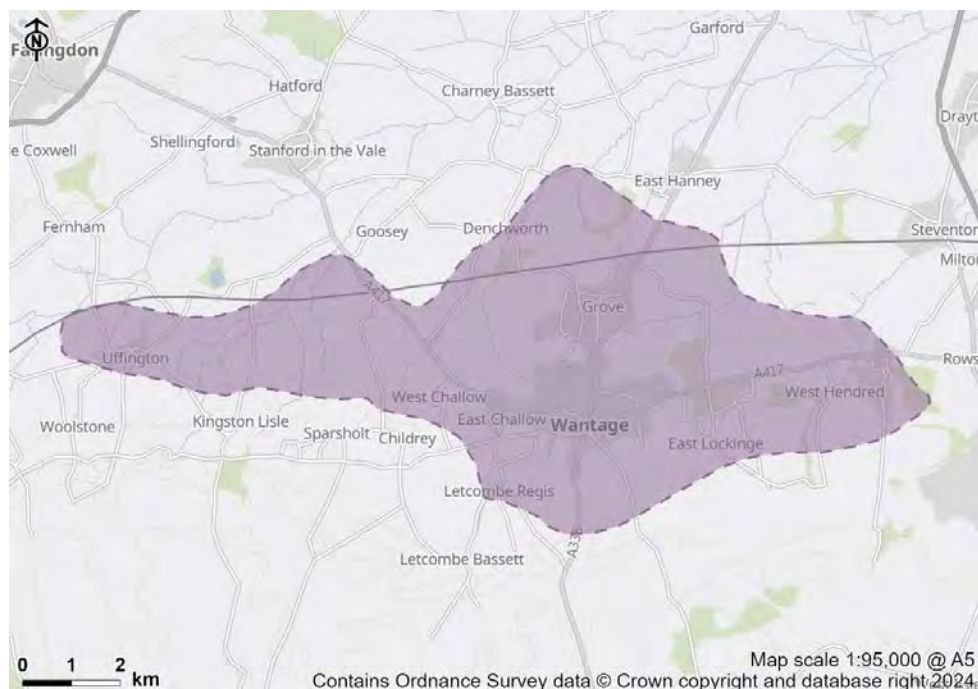 N
Faringdon
Garford
Hatford
Charney Bassett
Shellingford
Stanford in the Vale
e Coxwell
Drayt
East Hanney
Fernham
Goosey
Denchworth
Steventon
Milton
A417
Grove
Uffington
Rows
A417
West Challow
West Hendred
Kingston Lisle
East Challow
Wantage
Woolstone
Sparsholt
Childrey
East Lockinge
Letcombe Regis
A338
Letcombe Bassett
0 1 2
km
Map scale 1:95,000 @ A5
Contains Ordnance Survey data © Crown copyright and database right 2024